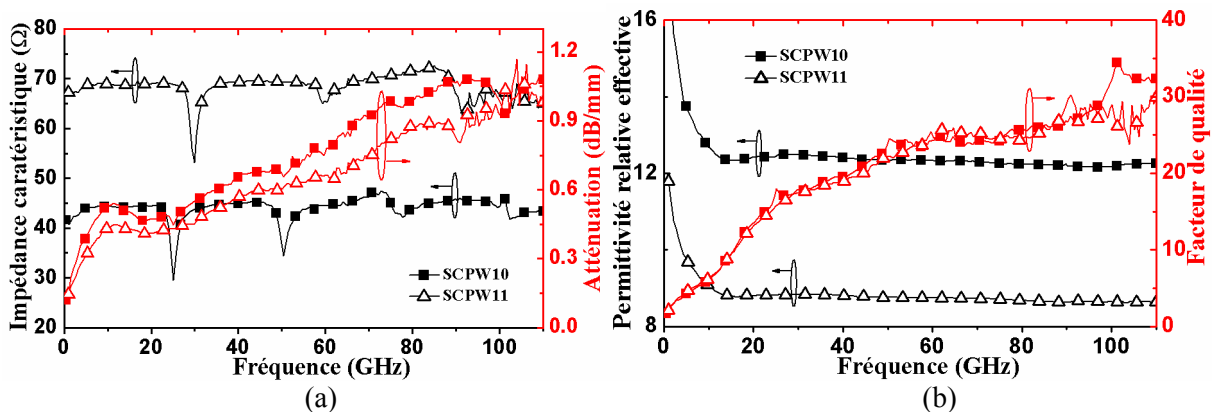 (a)
Impédance caratéristique (Ω)
80
70
60
50
40
30
20
0
20
40
60
80
100
Fréquence (GHz)
1.2
0.9
0.6
0.3
0.0
Atténuation (dB/mm)
SCPW10
SCPW11
(a)
(b)
Permittivité relative effective
16
12
8
0
20
40
60
80
100
Fréquence (GHz)
40
30
20
10
0
Facteur de qualité
SCPW10
SCPW11
(b)